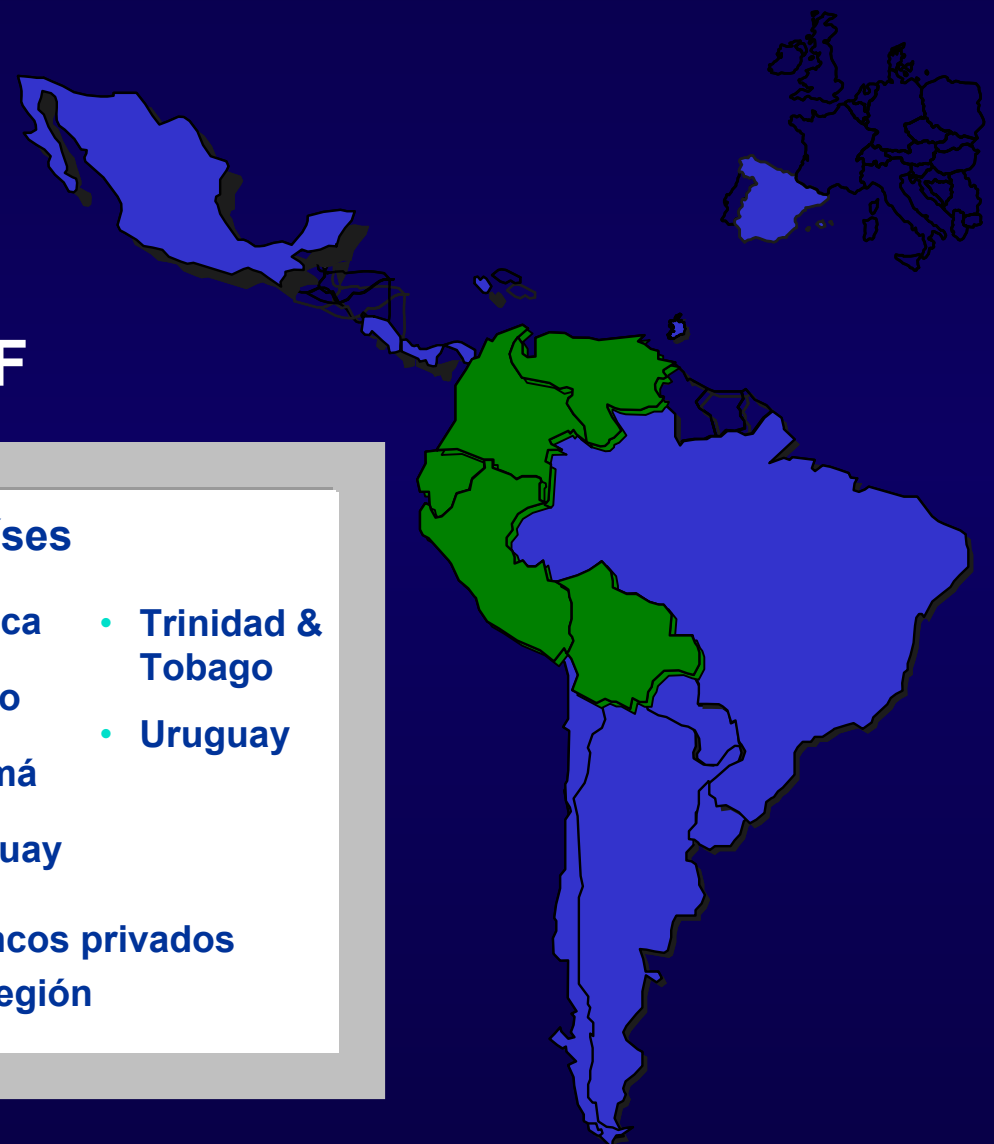 F
íses
ca
• Trinidad &
Tobago
o
• Uruguay
má
uay
ncos privados
egión